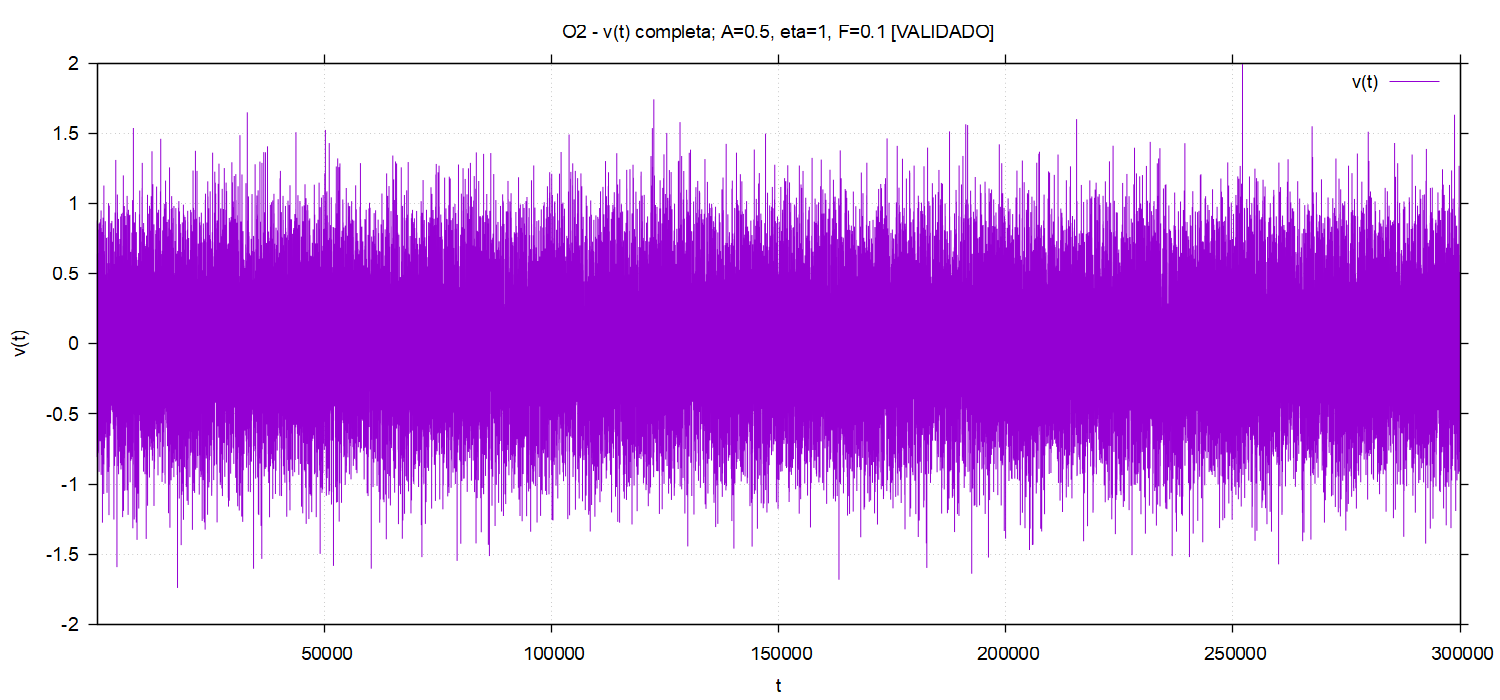 O2 - v(t) completa; A=0.5, eta=1, F=0.1 [VALIDADO]
v(t)
2
1.5
1
0.5
0
-0.5
-1
-1.5
-2
v(t)
50000 100000 150000 200000 250000 300000
t